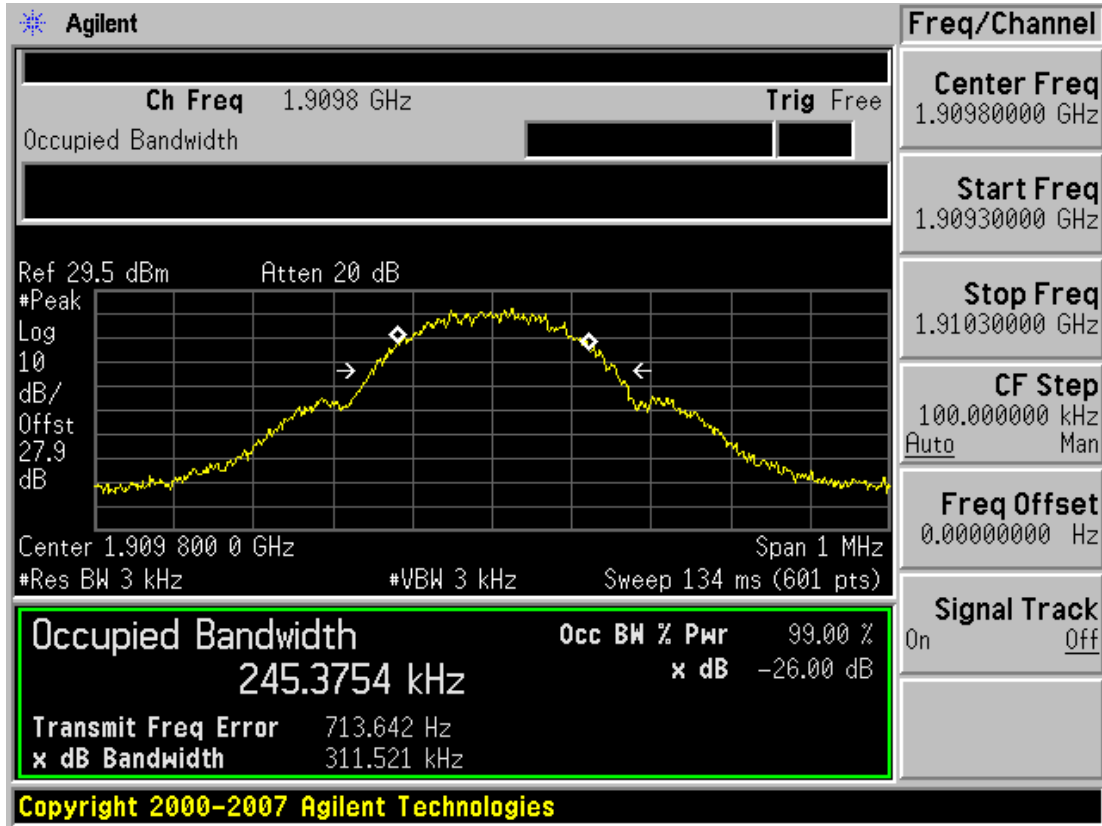 Agilent
Freq/Channel
Ch Freq 1.9098 GHz Trig Free
Occupied Bandwidth
Center Freq
1.90980000 GHz
Start Freq
1.90930000 GHz
Stop Freq
1.91030000 GHz
CF Step
100.000000 kHz
Auto Man
Freq Offset
0.00000000 Hz
Signal Track
On Off
Ref 29.5 dBm Atten 20 dB
#Peak
Log
10
dB/
Offst
27.9
dB
Center 1.909 800 0 GHz Span 1 MHz
#Res BW 3 kHz #VBW 3 kHz Sweep 134 ms (601 pts)
Occupied Bandwidth Occ BW % Pwr 99.00 %
245.3754 kHz x dB -26.00 dB
Transmit Freq Error 713.642 Hz
x dB Bandwidth 311.521 kHz
Copyright 2000-2007 Agilent Technologies